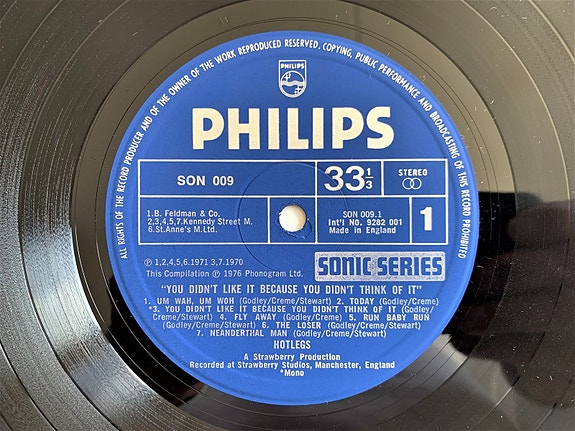 ALL RIGHTS OF THE RECORD PRODUCER AND OF THE OWNER OF THE WORK REPRODUCED RESERVED, COPYING, PUBLIC PERFORMANCE AND BROADCASTING OF THIS RECORD PROHIBITED
PHILIPS
PHILIPS
SON 009
33 1/3
STEREO
1.B. Feldman & Co.
2,3,4,5,7.Kennedy Street M.
6.St.Anne's M.Ltd.
SON 009.1
Int'l NO. 9282 001
Made in England
1
℗ 1,2,4,5,6.1971 3,7.1970
This Compilation ℗ 1976 Phonogram Ltd.
SONIC SERIES
"YOU DIDN'T LIKE IT BECAUSE YOU DIDN'T THINK OF IT"
1. UM WAH, UM WOH (Godley/Creme/Stewart) 2. TODAY (Godley/Creme)
*3. YOU DIDN'T LIKE IT BECAUSE YOU DIDN'T THINK OF IT (Godley/
Creme/Stewart) 4. FLY AWAY (Godley/Creme) 5. RUN BABY RUN
(Godley/Creme/Stewart) 6. THE LOSER (Godley/Creme/Stewart)
7. NEANDERTHAL MAN (Godley/Creme/Stewart)
HOTLEGS
A Strawberry Production
Recorded at Strawberry Studios, Manchester, England
*Mono